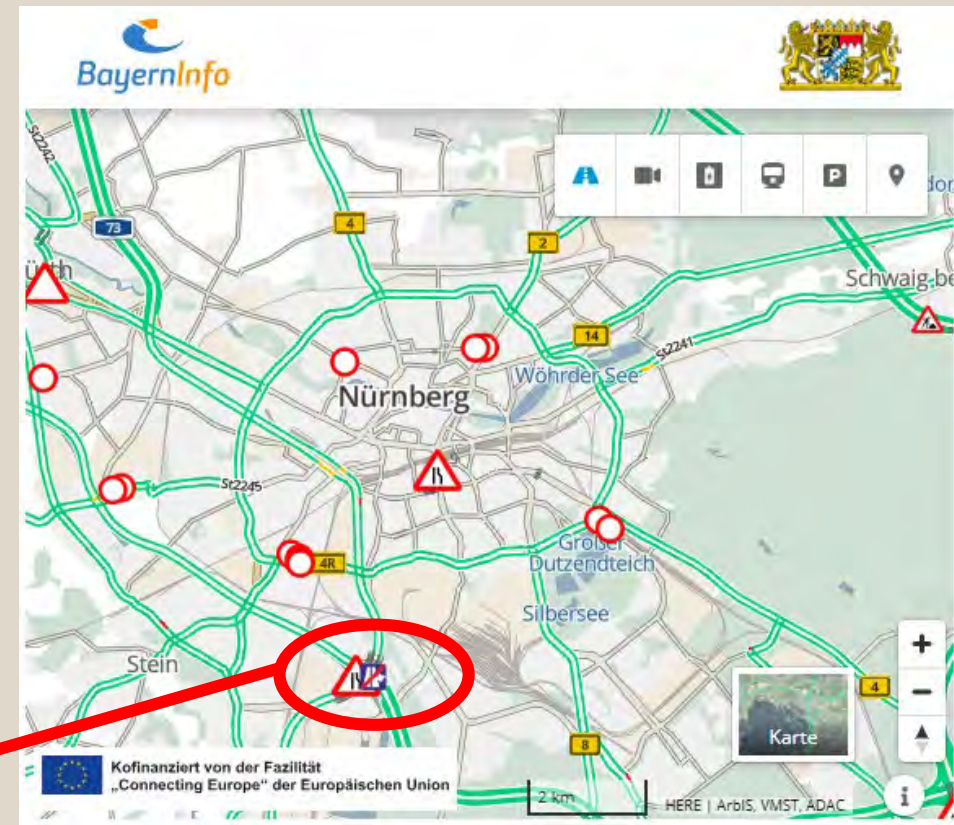 BayernInfo
St2242
73
4
2
P
dor
ürth
Schwaig be
14
St2241
Wöhrder See
Nürnberg
St2245
4R
Großer
Dutzendteich
Silbersee
Stein
4
8
Karte
+
−
Kofinanziert von der Fazilität
„Connecting Europe“ der Europäischen Union
2 km
HERE | ArbIS, VMST, ADAC
i